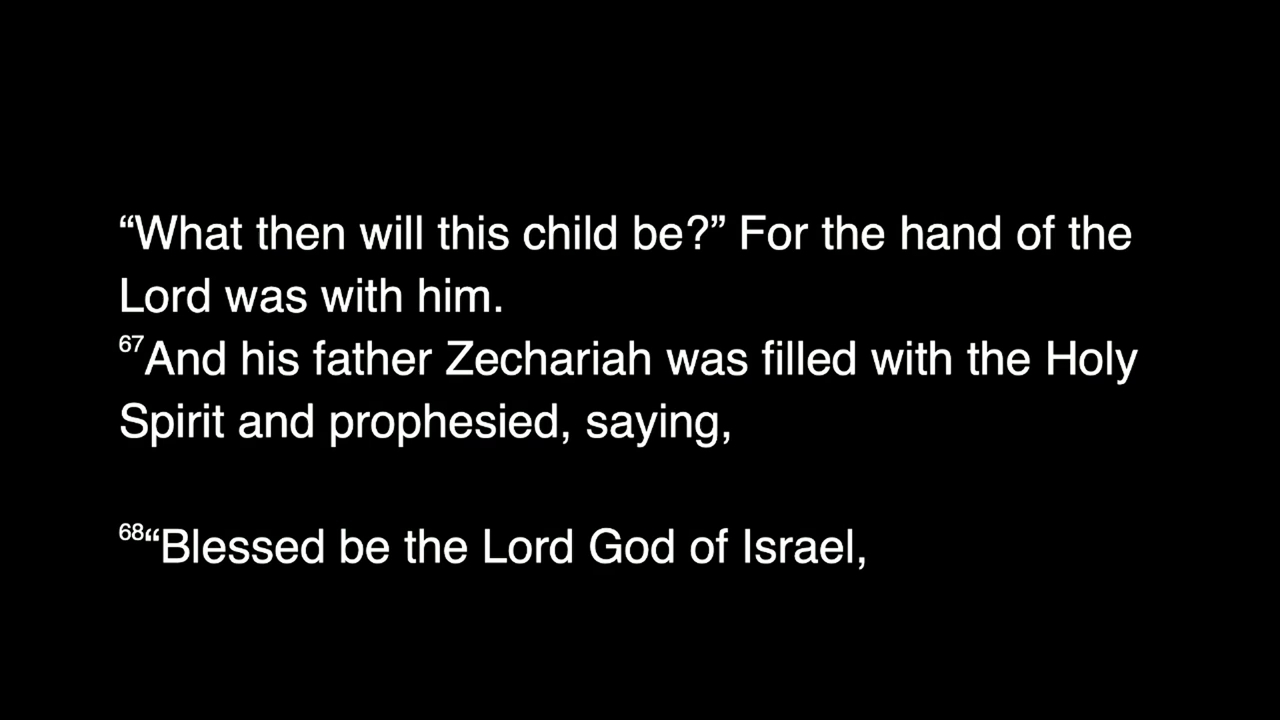 “What then will this child be?” For the hand of the
Lord was with him.
67And his father Zechariah was filled with the Holy
Spirit and prophesied, saying,
68“Blessed be the Lord God of Israel,